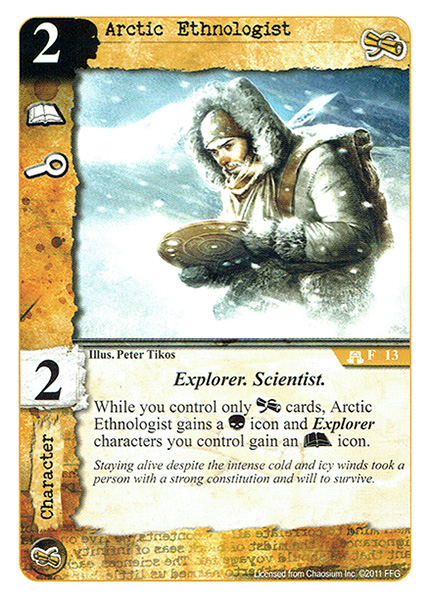 2
Arctic Ethnologist
Illus. Peter Tikos
F 13
2
Explorer. Scientist.
While you control only cards, Arctic
Ethnologist gains a icon and Explorer
characters you control gain an icon.
Staying alive despite the intense cold and icy winds took a
person with a strong constitution and will to survive.
Character
Licensed from Chaosium Inc. ©2011 FFG